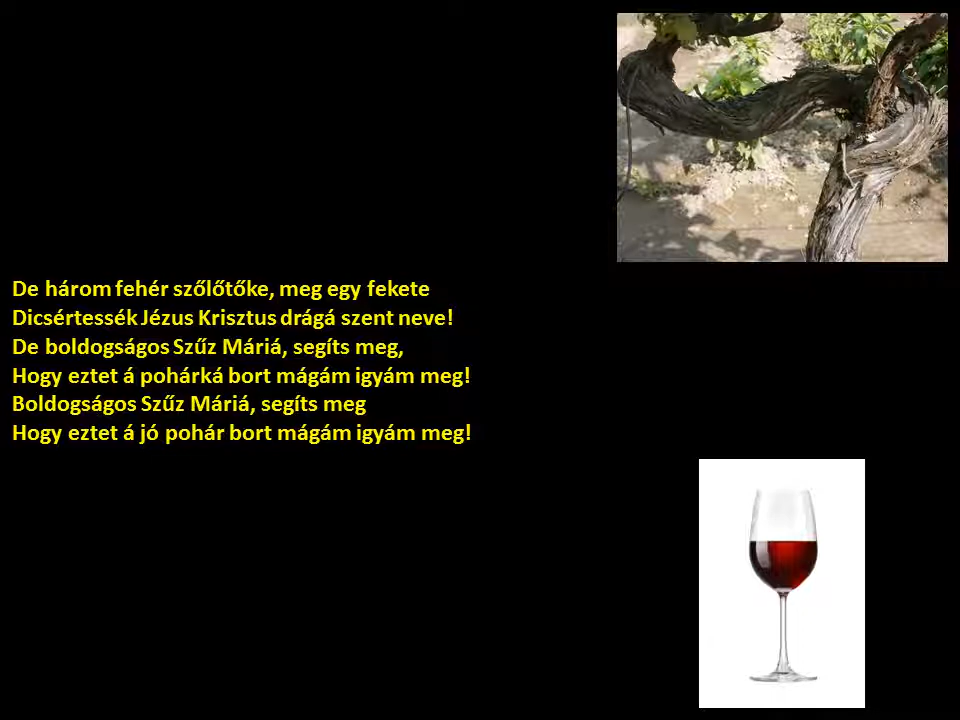 De három fehér szőlőtőke, meg egy fekete
Dicsértessék Jézus Krisztus drágá szent neve!
De boldogságos Szűz Máriá, segíts meg,
Hogy eztet á pohárká bort mágám igyám meg!
Boldogságos Szűz Máriá, segíts meg
Hogy eztet á jó pohár bort mágám igyám meg!